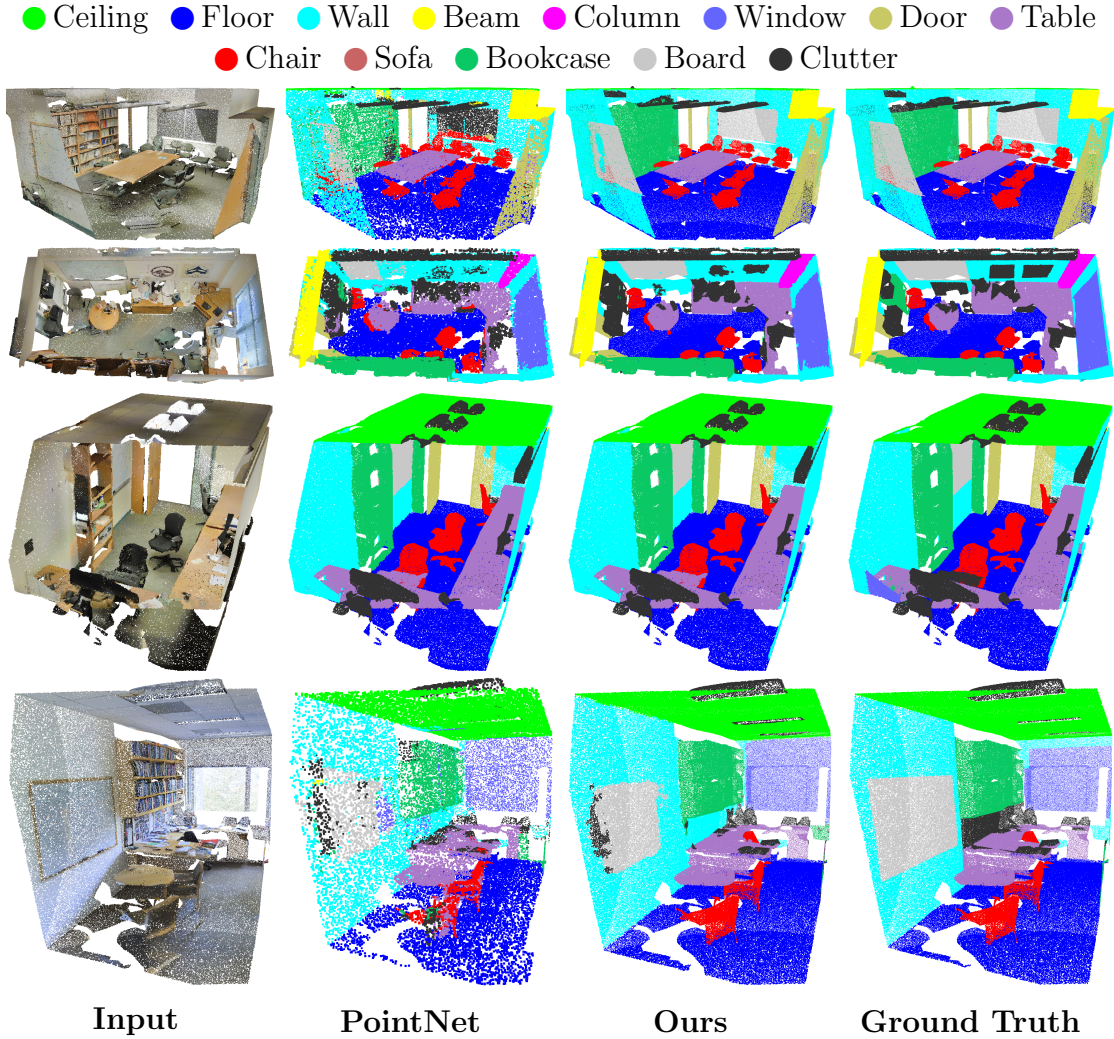 Ceiling Floor Wall Beam Column Window Door Table
Chair Sofa Bookcase Board Clutter
Input PointNet Ours Ground Truth